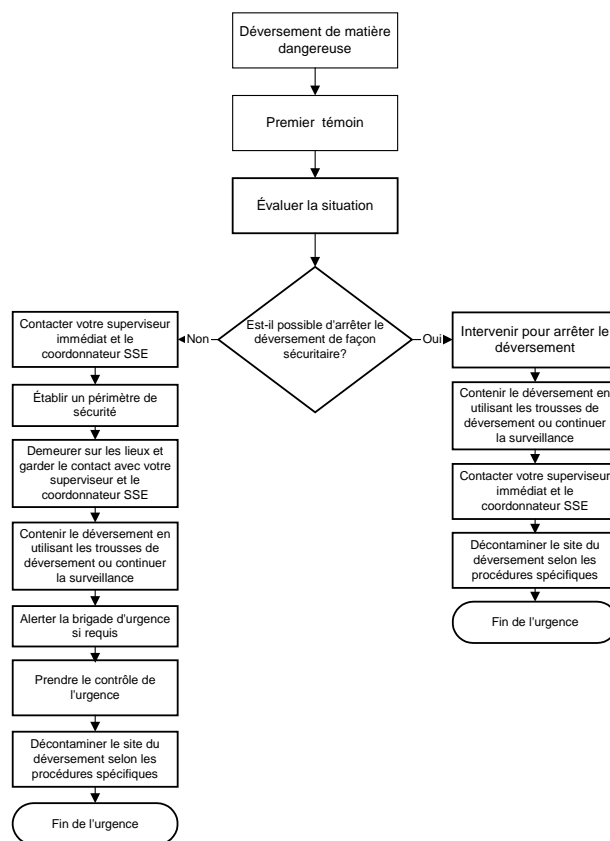 Déversement de matière
dangereuse
Premier témoin
Évaluer la situation
Est-il possible d'arrêter le
déversement de façon
sécuritaire?
Non
Oui
Contacter votre superviseur
immédiat et le
coordonnateur SSE
Établir un périmètre de
sécurité
Demeurer sur les lieux et
garder le contact avec votre
superviseur et le
coordonnateur SSE
Contenir le déversement en
utilisant les trousses de
déversement ou continuer
la surveillance
Alerter la brigade d'urgence
si requis
Prendre le contrôle de
l'urgence
Décontaminer le site du
déversement selon les
procédures spécifiques
Fin de l'urgence
Intervenir pour arrêter le
déversement
Contenir le déversement en
utilisant les trousses de
déversement ou continuer
la surveillance
Contacter votre superviseur
immédiat et le
coordonnateur SSE
Décontaminer le site du
déversement selon les
procédures spécifiques
Fin de l'urgence